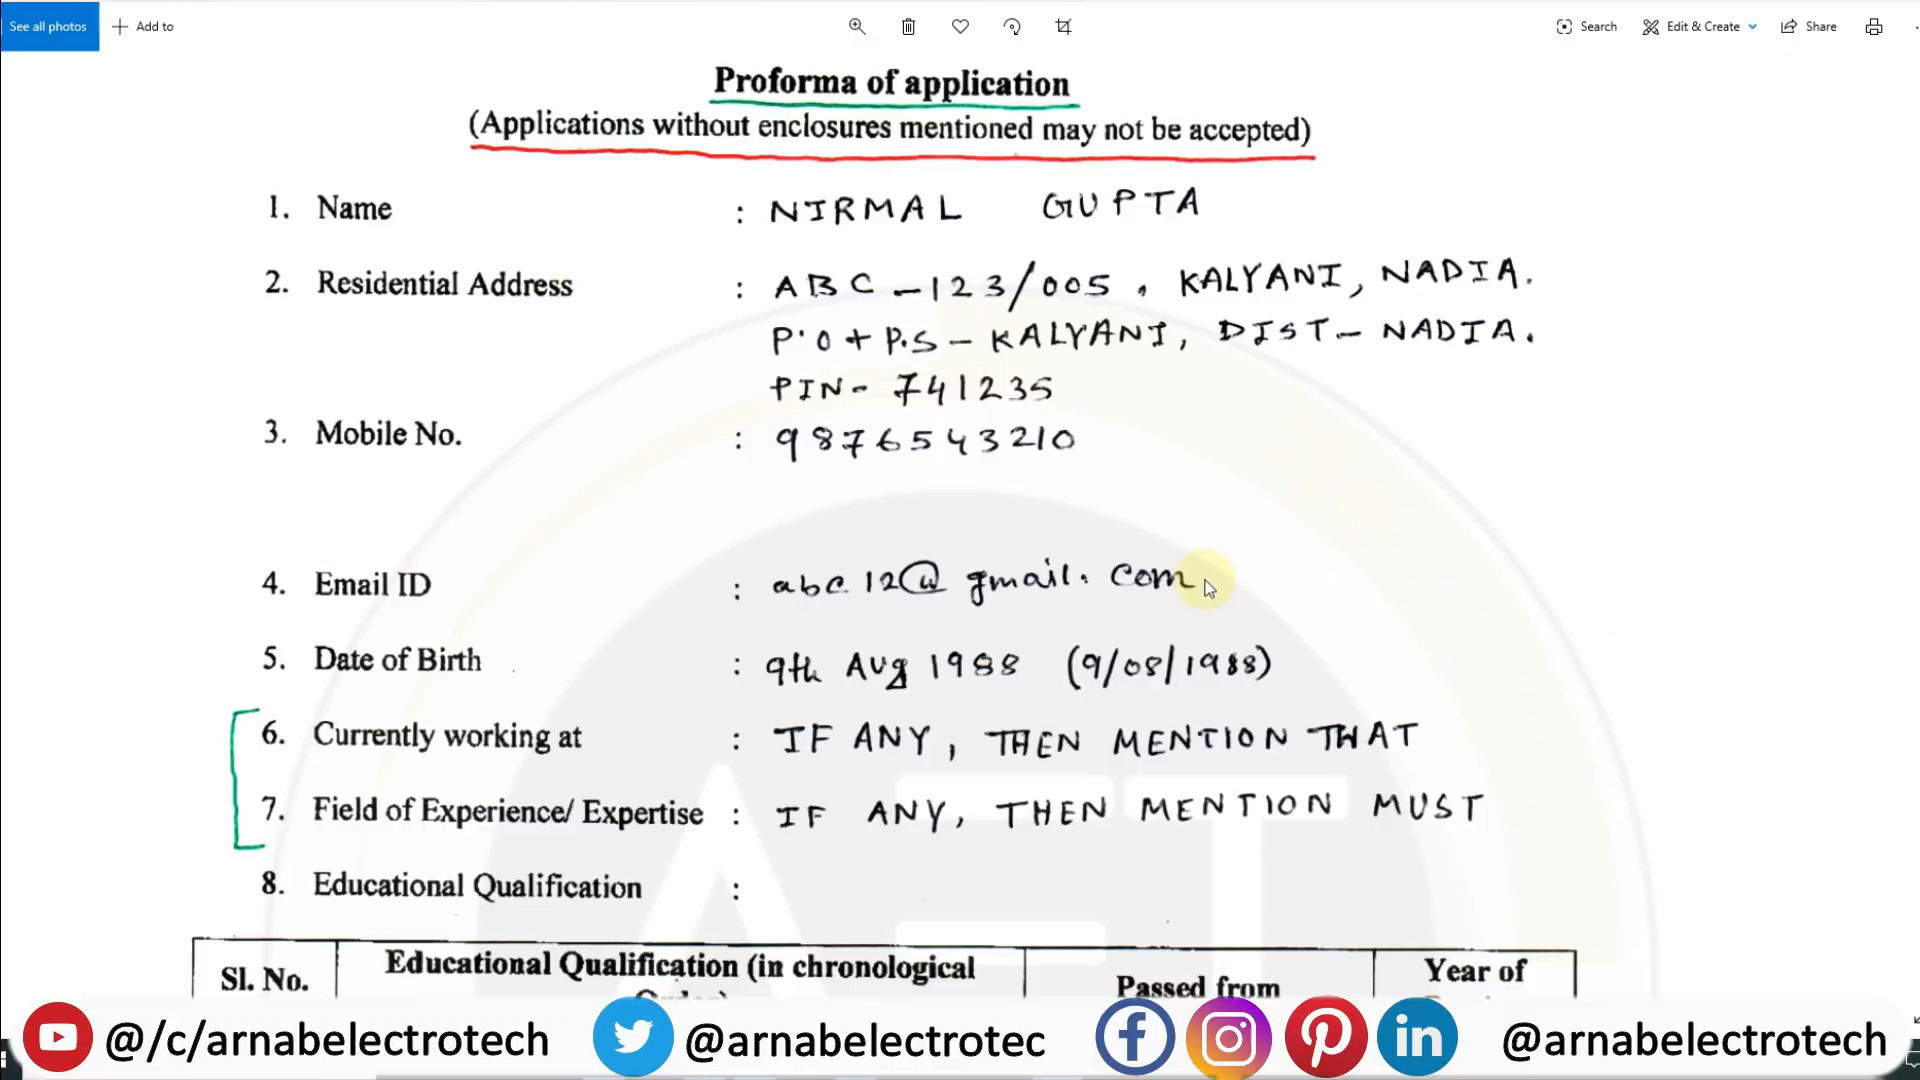 See all photos Add to Search Edit & Create Share
Proforma of application
(Applications without enclosures mentioned may not be accepted)
1. Name : NIRMAL GUPTA
2. Residential Address : ABC-123/005, KALYANI, NADIA.
P.O + P.S - KALYANI, DIST- NADIA.
PIN- 741235
3. Mobile No. : 9876543210
4. Email ID : abc12@gmail.com
5. Date of Birth : 9th Aug 1988 (9/08/1988)
6. Currently working at : IF ANY, THEN MENTION THAT
7. Field of Experience/ Expertise : IF ANY, THEN MENTION MUST
8. Educational Qualification :
Sl. No. Educational Qualification (in chronological Passed from Year of
@/c/arnabelectrotech @arnabelectrotec @arnabelectrotech